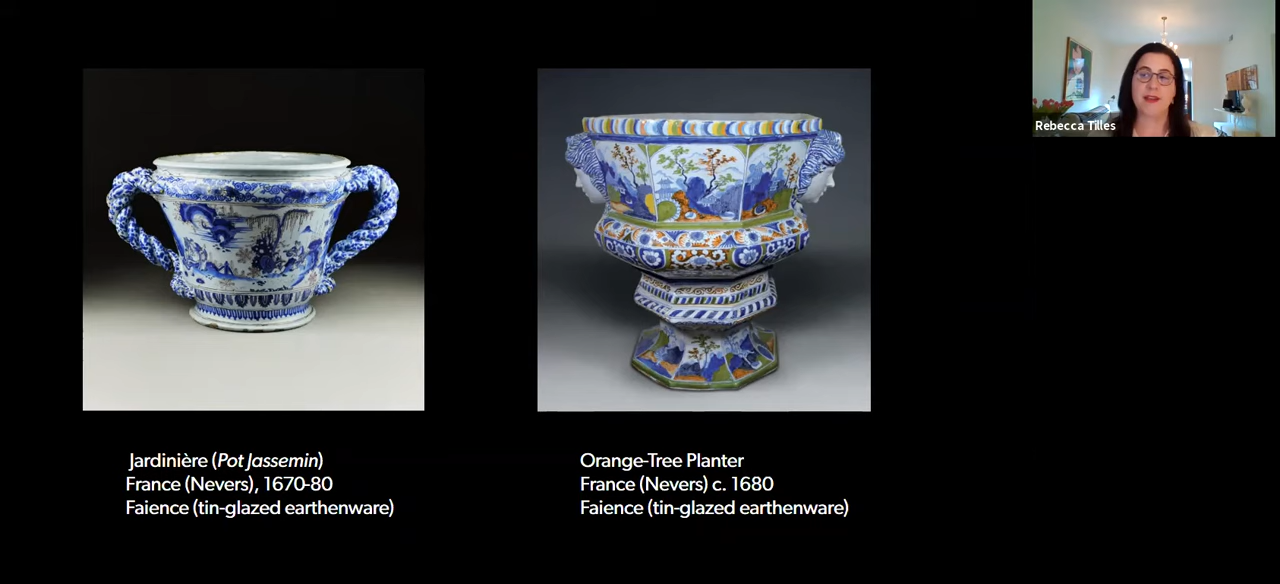 Rebecca Tilles
Jardinière (Pot Jassemin)
France (Nevers), 1670-80
Faience (tin-glazed earthenware)
Orange-Tree Planter
France (Nevers) c. 1680
Faience (tin-glazed earthenware)